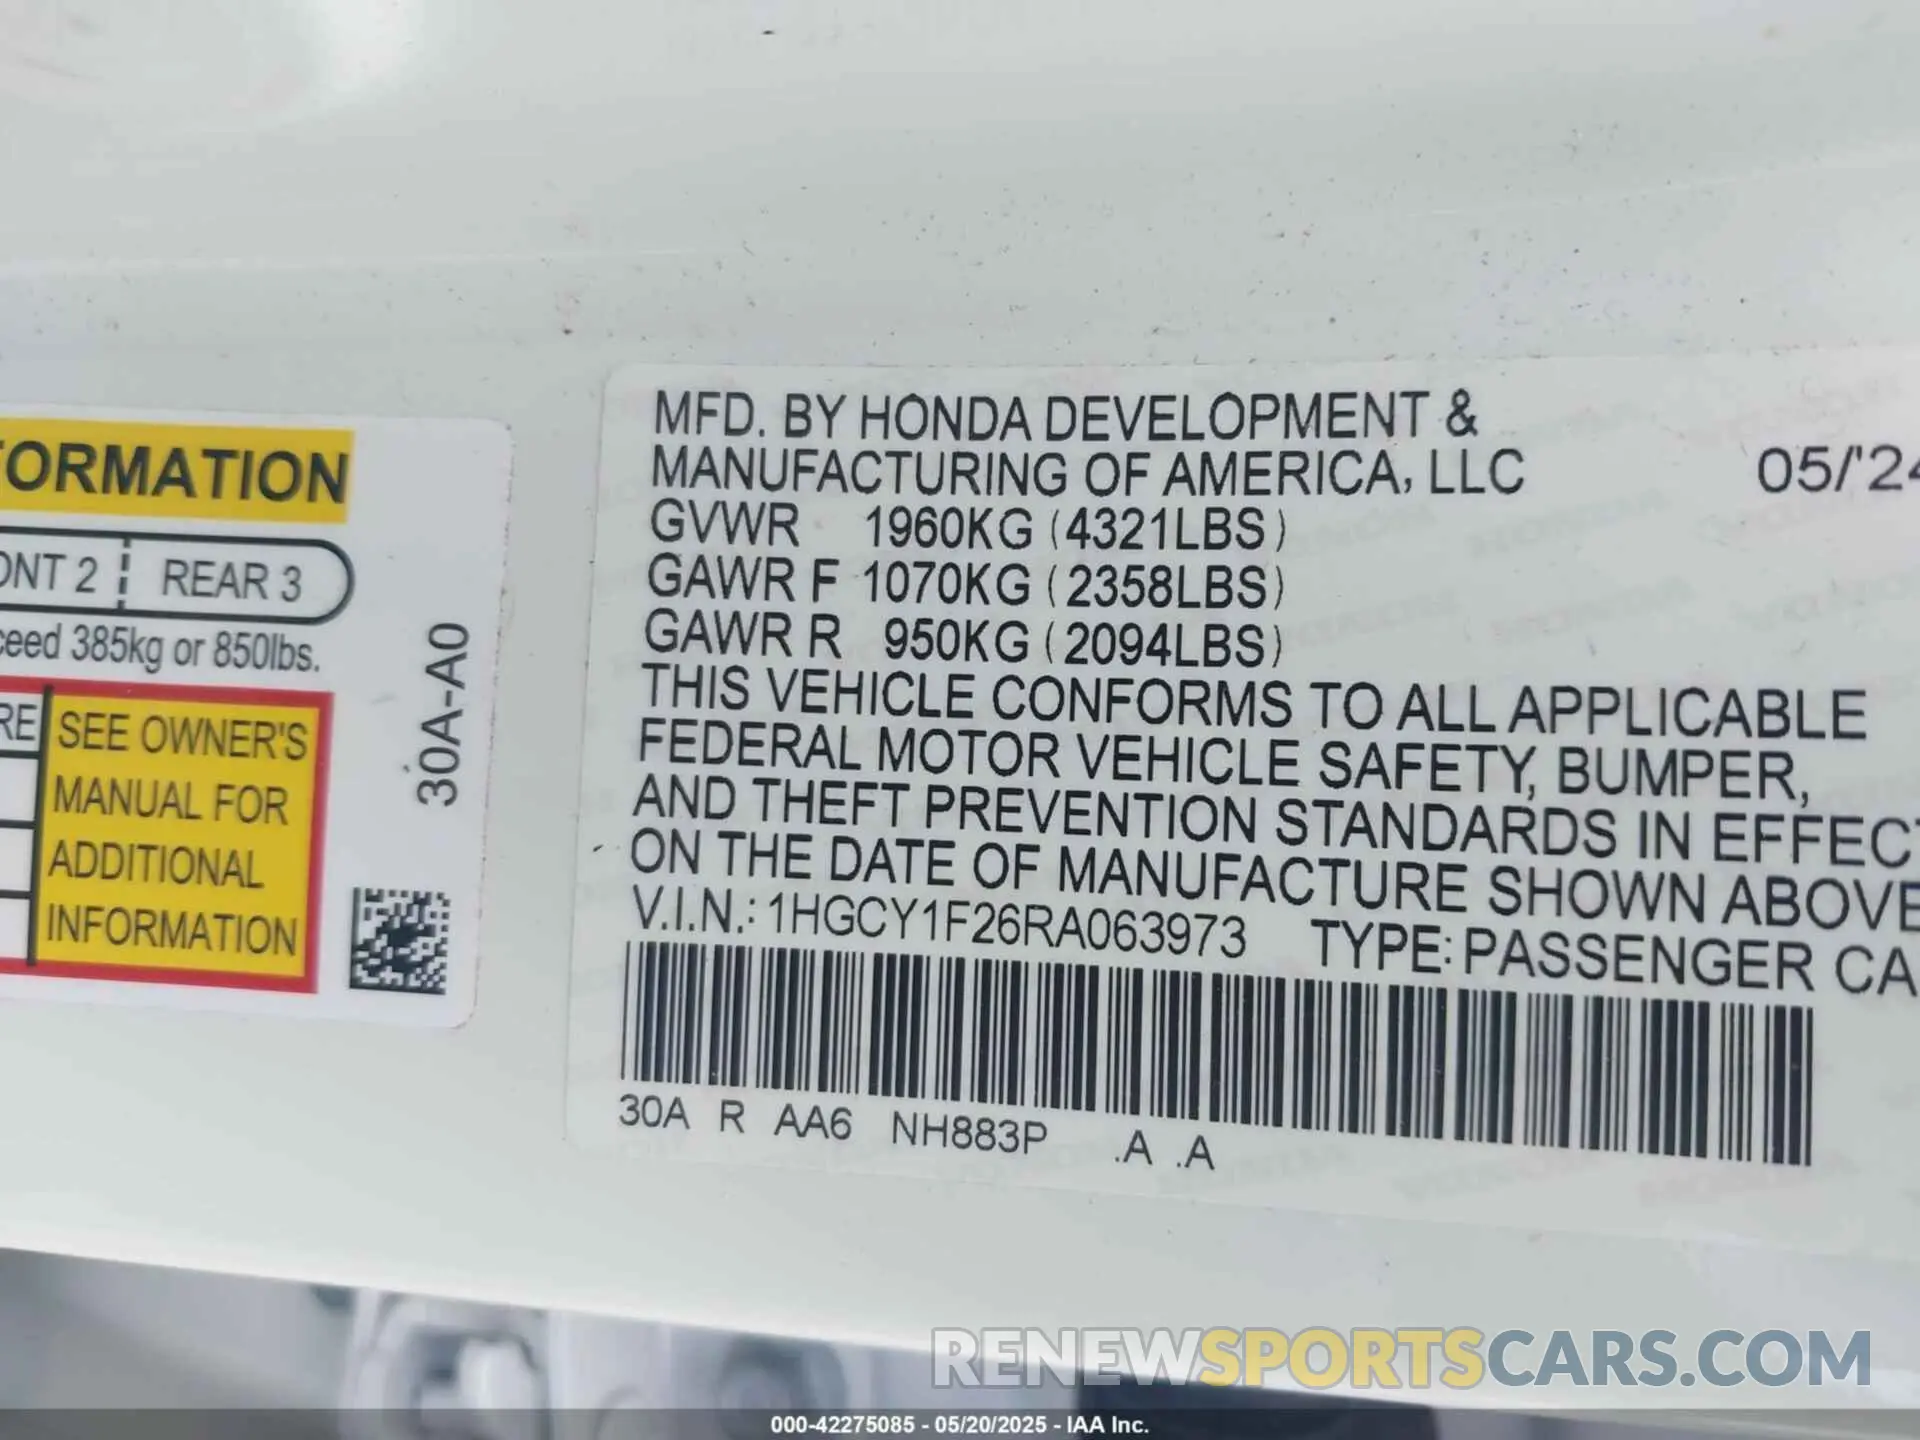 FORMATION
ONT 2 REAR 3
ceed 385kg or 850lbs.
RE
SEE OWNER'S
MANUAL FOR
ADDITIONAL
INFORMATION
30A-A0
MFD. BY HONDA DEVELOPMENT &
MANUFACTURING OF AMERICA, LLC 05/'24
GVWR 1960KG (4321LBS)
GAWR F 1070KG (2358LBS)
GAWR R 950KG (2094LBS)
THIS VEHICLE CONFORMS TO ALL APPLICABLE
FEDERAL MOTOR VEHICLE SAFETY, BUMPER,
AND THEFT PREVENTION STANDARDS IN EFFECT
ON THE DATE OF MANUFACTURE SHOWN ABOVE
V.I.N.: 1HGCY1F26RA063973 TYPE: PASSENGER CA
30A R AA6 NH883P .A .A
RENEWSPORTSCARS.COM
000-42275085 - 05/20/2025 - IAA Inc.